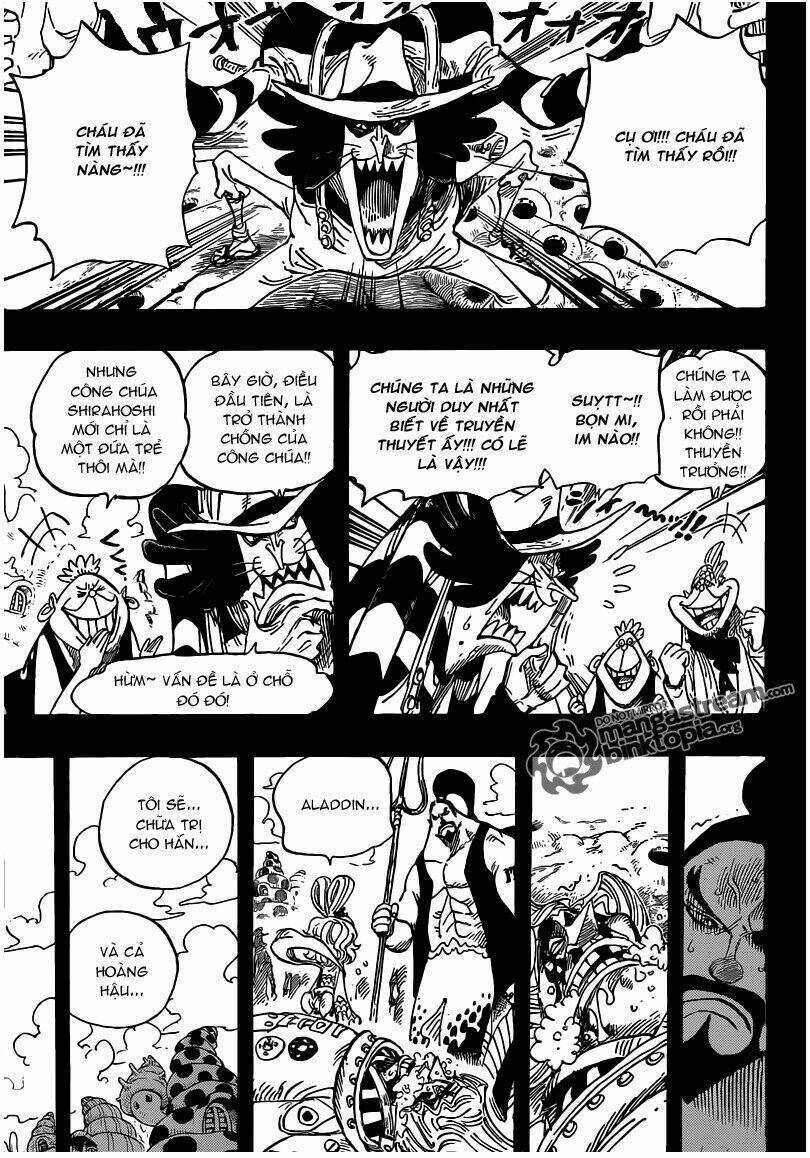 CỤ ƠI!!! CHÁU ĐÃ
TÌM THẤY RỒI!!
CHÁU ĐÃ
TÌM THẤY
NÀNG~!!!
CHÚNG TA
LÀM ĐƯỢC
RỒI PHẢI
KHÔNG!!
THUYỀN
TRƯỞNG!!
SUYTT~!!
BỌN MI,
IM NÀO!!
CHÚNG TA LÀ NHỮNG
NGƯỜI DUY NHẤT
BIẾT VỀ TRUYỀN
THUYẾT ẤY!!! CÓ LẼ
LÀ VẬY!!!
BÂY GIỜ, ĐIỀU
ĐẦU TIÊN, LÀ
TRỞ THÀNH
CHỒNG CỦA
CÔNG CHÚA!!
NHƯNG
CÔNG CHÚA
SHIRAHOSHI
MỚI CHỈ LÀ
MỘT ĐỨA TRẺ
THÔI MÀ!!
HỪM~ VẤN ĐỀ LÀ Ở CHỖ
ĐÓ ĐÓ!
mangastream.com
binktopia.org
ALADDIN...
TÔI SẼ...
CHỮA TRỊ
CHO HẮN...
VÀ CẢ
HOÀNG
HẬU...